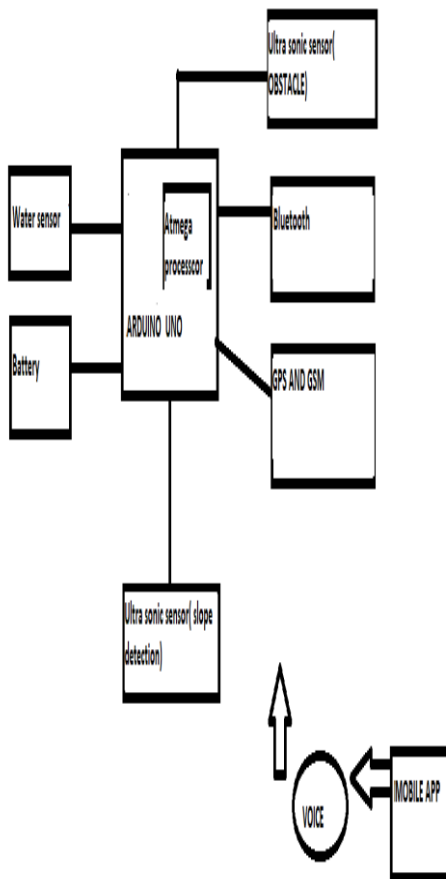 Ultra sonic sensor(
OBSTACLE)
Water sensor
Atmega
processcor
Bluetooth
ARDUINO UNO
Battery
GPS AND GSM
Ultra sonic sensor( slope
detection)
IMOBILE APP
VOICE